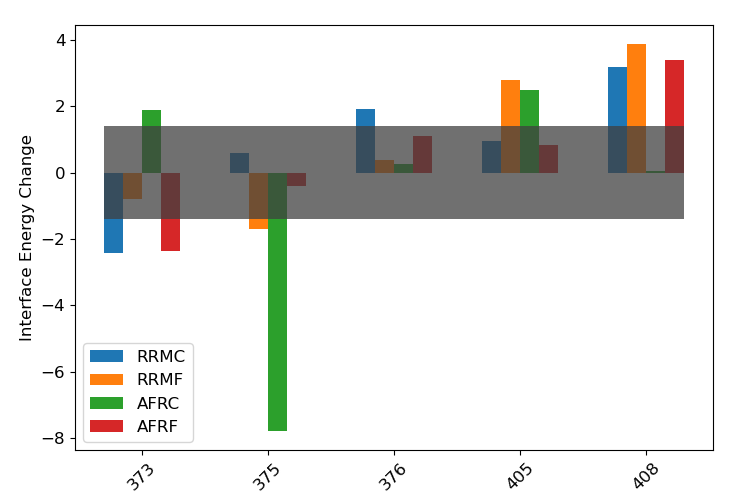 Interface Energy Change
4
2
0
−2
−4
−6
−8
RRMC
RRMF
AFRC
AFRF
373
375
376
405
408